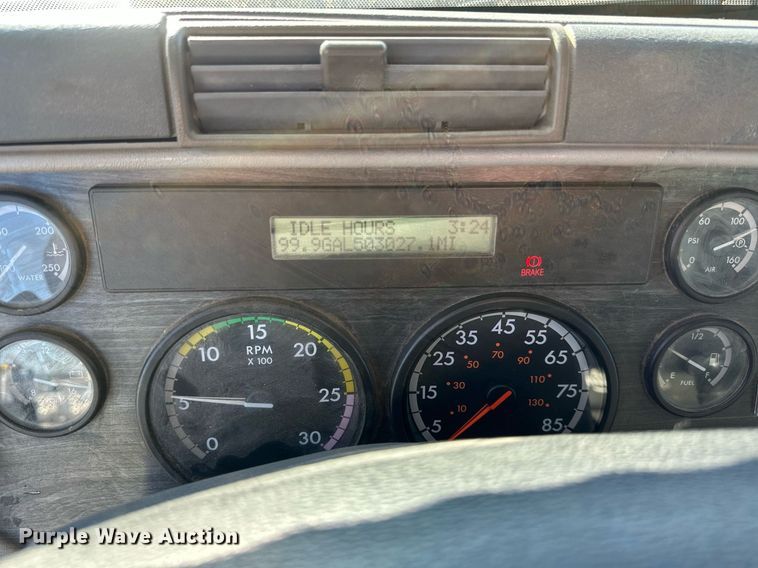 IDLE HOURS 3:24
99.9GAL503027.1MI
BRAKE
150 200 250
WATER
60 100 160 0
PSI
AIR
0 5 10 15 20 25 30
RPM
X 100
5 15 25 35 45 55 65 75 85
10 30 50 70 90 110 130
1/2
E F
FUEL
8
Purple Wave Auction